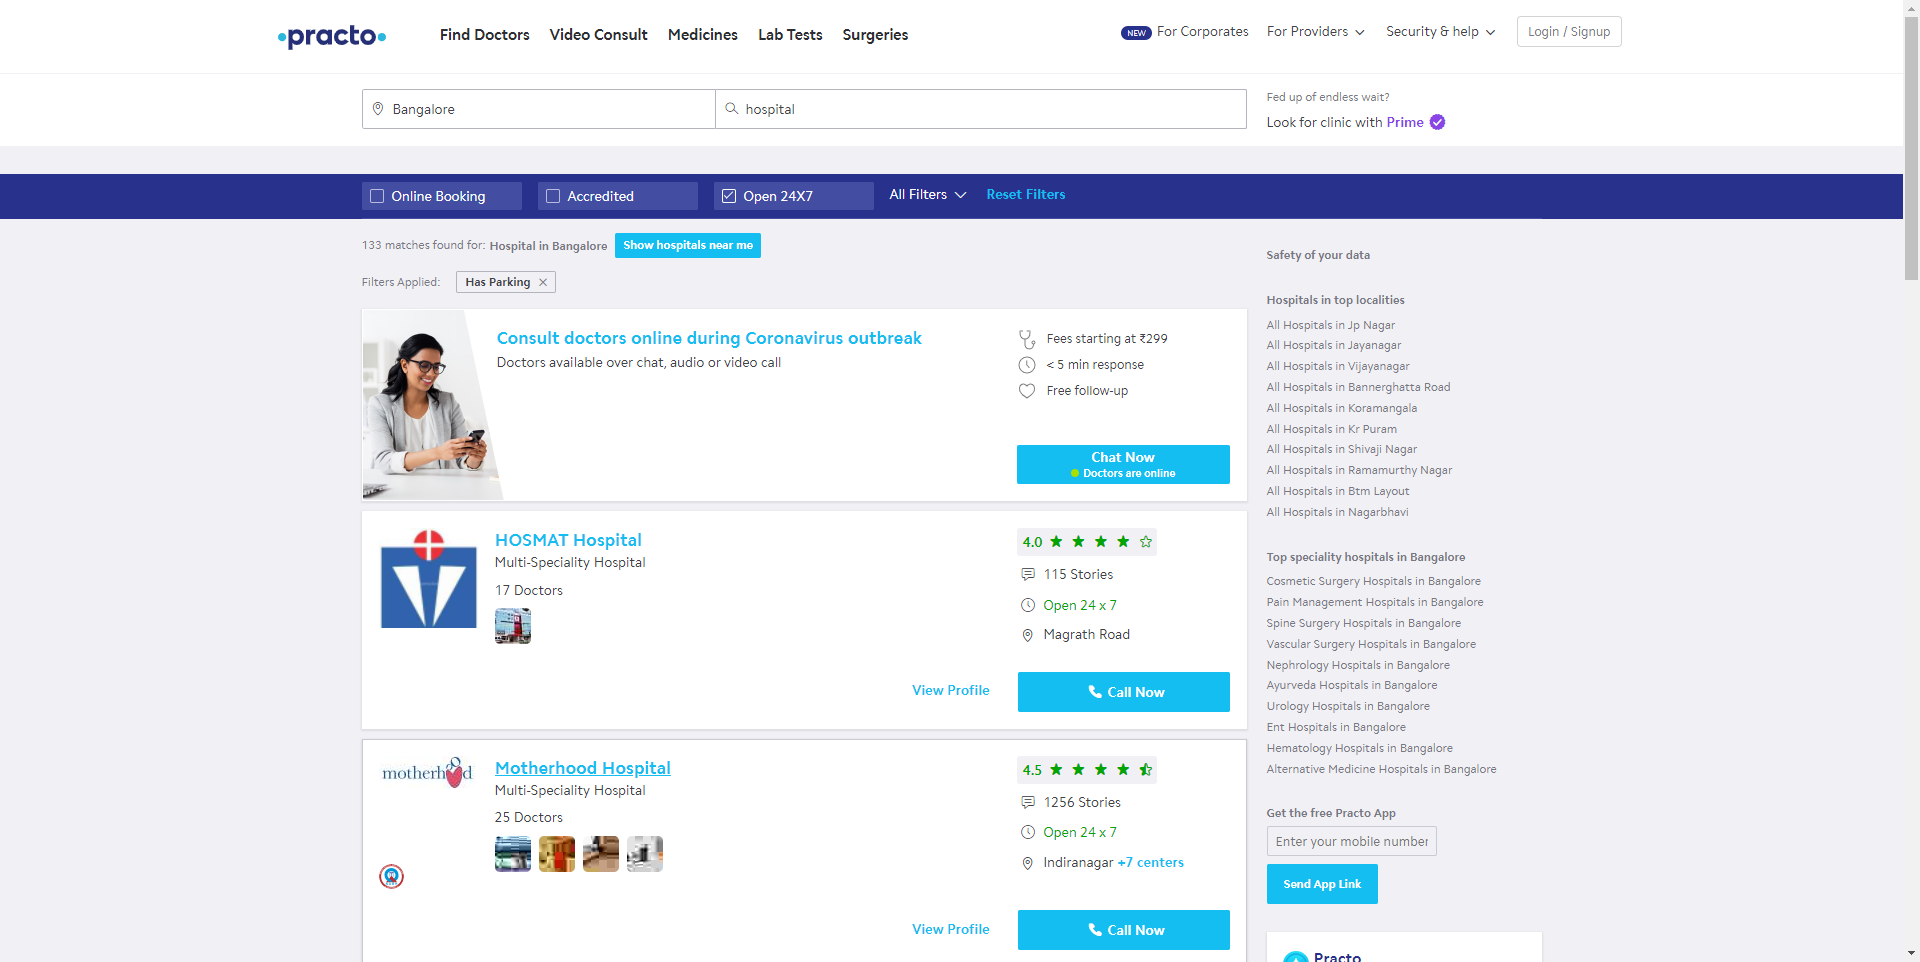 practo
Find Doctors
Video Consult
Medicines
Lab Tests
Surgeries
NEW For Corporates
For Providers
Security & help
Login / Signup
Bangalore
hospital
Fed up of endless wait?
Look for clinic with Prime
Online Booking
Accredited
Open 24X7
All Filters
Reset Filters
133 matches found for: Hospital in Bangalore
Show hospitals near me
Filters Applied:
Has Parking
Consult doctors online during Coronavirus outbreak
Doctors available over chat, audio or video call
Fees starting at ₹299
< 5 min response
Free follow-up
Chat Now
Doctors are online
HOSMAT Hospital
Multi-Speciality Hospital
17 Doctors
4.0
115 Stories
Open 24 x 7
Magrath Road
View Profile
Call Now
motherhood
Motherhood Hospital
Multi-Speciality Hospital
25 Doctors
4.5
1256 Stories
Open 24 x 7
Indiranagar +7 centers
View Profile
Call Now
Safety of your data
Hospitals in top localities
All Hospitals in Jp Nagar
All Hospitals in Jayanagar
All Hospitals in Vijayanagar
All Hospitals in Bannerghatta Road
All Hospitals in Koramangala
All Hospitals in Kr Puram
All Hospitals in Shivaji Nagar
All Hospitals in Ramamurthy Nagar
All Hospitals in Btm Layout
All Hospitals in Nagarbhavi
Top speciality hospitals in Bangalore
Cosmetic Surgery Hospitals in Bangalore
Pain Management Hospitals in Bangalore
Spine Surgery Hospitals in Bangalore
Vascular Surgery Hospitals in Bangalore
Nephrology Hospitals in Bangalore
Ayurveda Hospitals in Bangalore
Urology Hospitals in Bangalore
Ent Hospitals in Bangalore
Hematology Hospitals in Bangalore
Alternative Medicine Hospitals in Bangalore
Get the free Practo App
Enter your mobile number
Send App Link
Practo